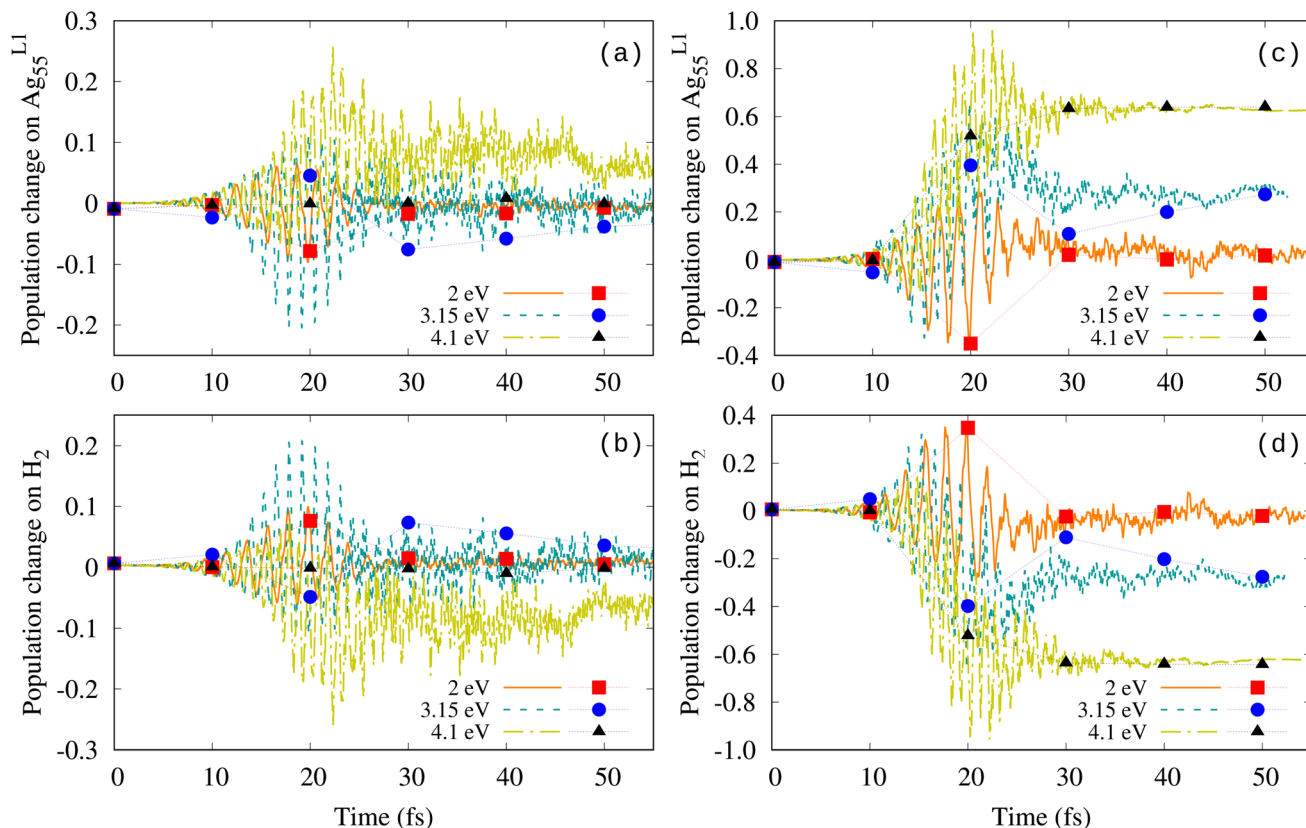 0.3
0.2
0.1
0
-0.1
-0.2
Population change on Ag55^L1
(a)
2 eV
3.15 eV
4.1 eV
0 10 20 30 40 50
1.0
0.8
0.6
0.4
0.2
0
-0.2
-0.4
Population change on Ag55^L1
(c)
2 eV
3.15 eV
4.1 eV
0 10 20 30 40 50
0.2
0.1
0
-0.1
-0.2
-0.3
Population change on H2
(b)
2 eV
3.15 eV
4.1 eV
0 10 20 30 40 50
Time (fs)
0.4
0.2
0
-0.2
-0.4
-0.6
-0.8
-1.0
Population change on H2
(d)
2 eV
3.15 eV
4.1 eV
0 10 20 30 40 50
Time (fs)